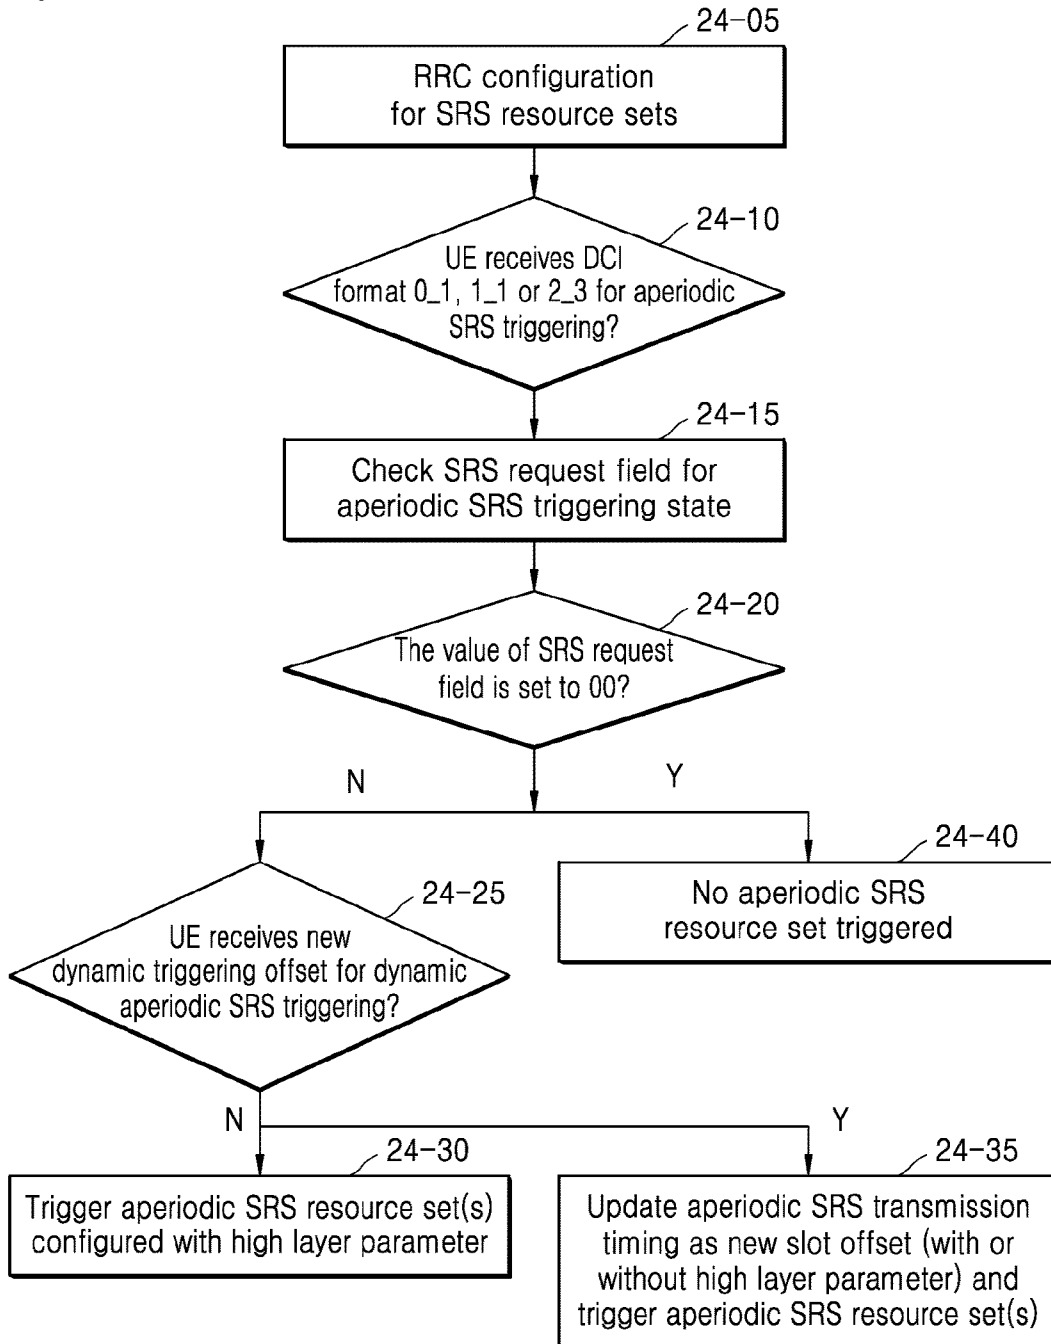 24-05
RRC configuration
for SRS resource sets
24-10
UE receives DCI
format 0_1, 1_1 or 2_3 for aperiodic
SRS triggering?
24-15
Check SRS request field for
aperiodic SRS triggering state
24-20
The value of SRS request
field is set to 00?
N
Y
24-25
UE receives new
dynamic triggering offset for dynamic
aperiodic SRS triggering?
24-40
No aperiodic SRS
resource set triggered
N
Y
24-30
Trigger aperiodic SRS resource set(s)
configured with high layer parameter
24-35
Update aperiodic SRS transmission
timing as new slot offset (with or
without high layer parameter) and
trigger aperiodic SRS resource set(s)